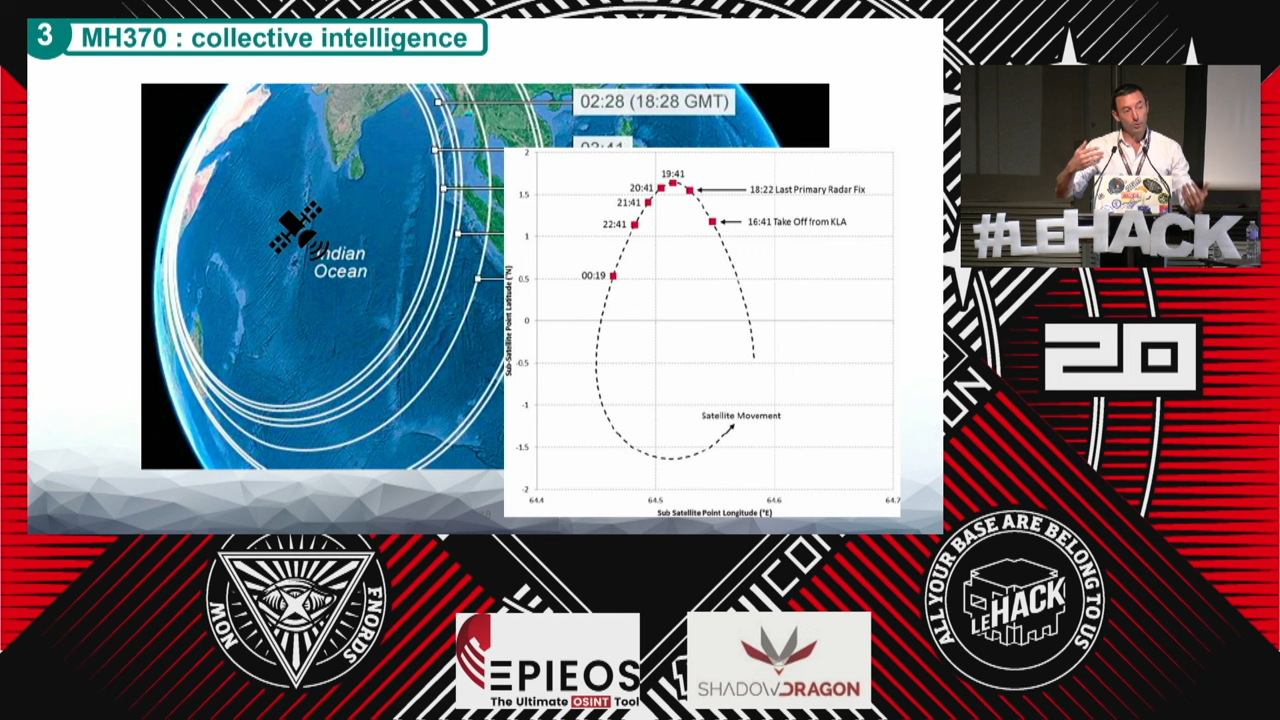 3 MH370 : collective intelligence
02:28 (18:28 GMT)
Indian
Ocean
2
1.5
1
0.5
0
-0.5
-1
-1.5
-2
64.4
64.5
64.6
64.7
Sub-Satellite Point Latitude (°N)
Sub Satellite Point Longitude (°E)
19:41
20:41
21:41
22:41
00:19
18:22 Last Primary Radar Fix
16:41 Take Off from KLA
Satellite Movement
#LEHACK
20
NOW
ENORDS
EPIEOS
The Ultimate OSINT Tool
SHADOWDRAGON
ALL YOUR BASE ARE BELONG TO US
LEHACK